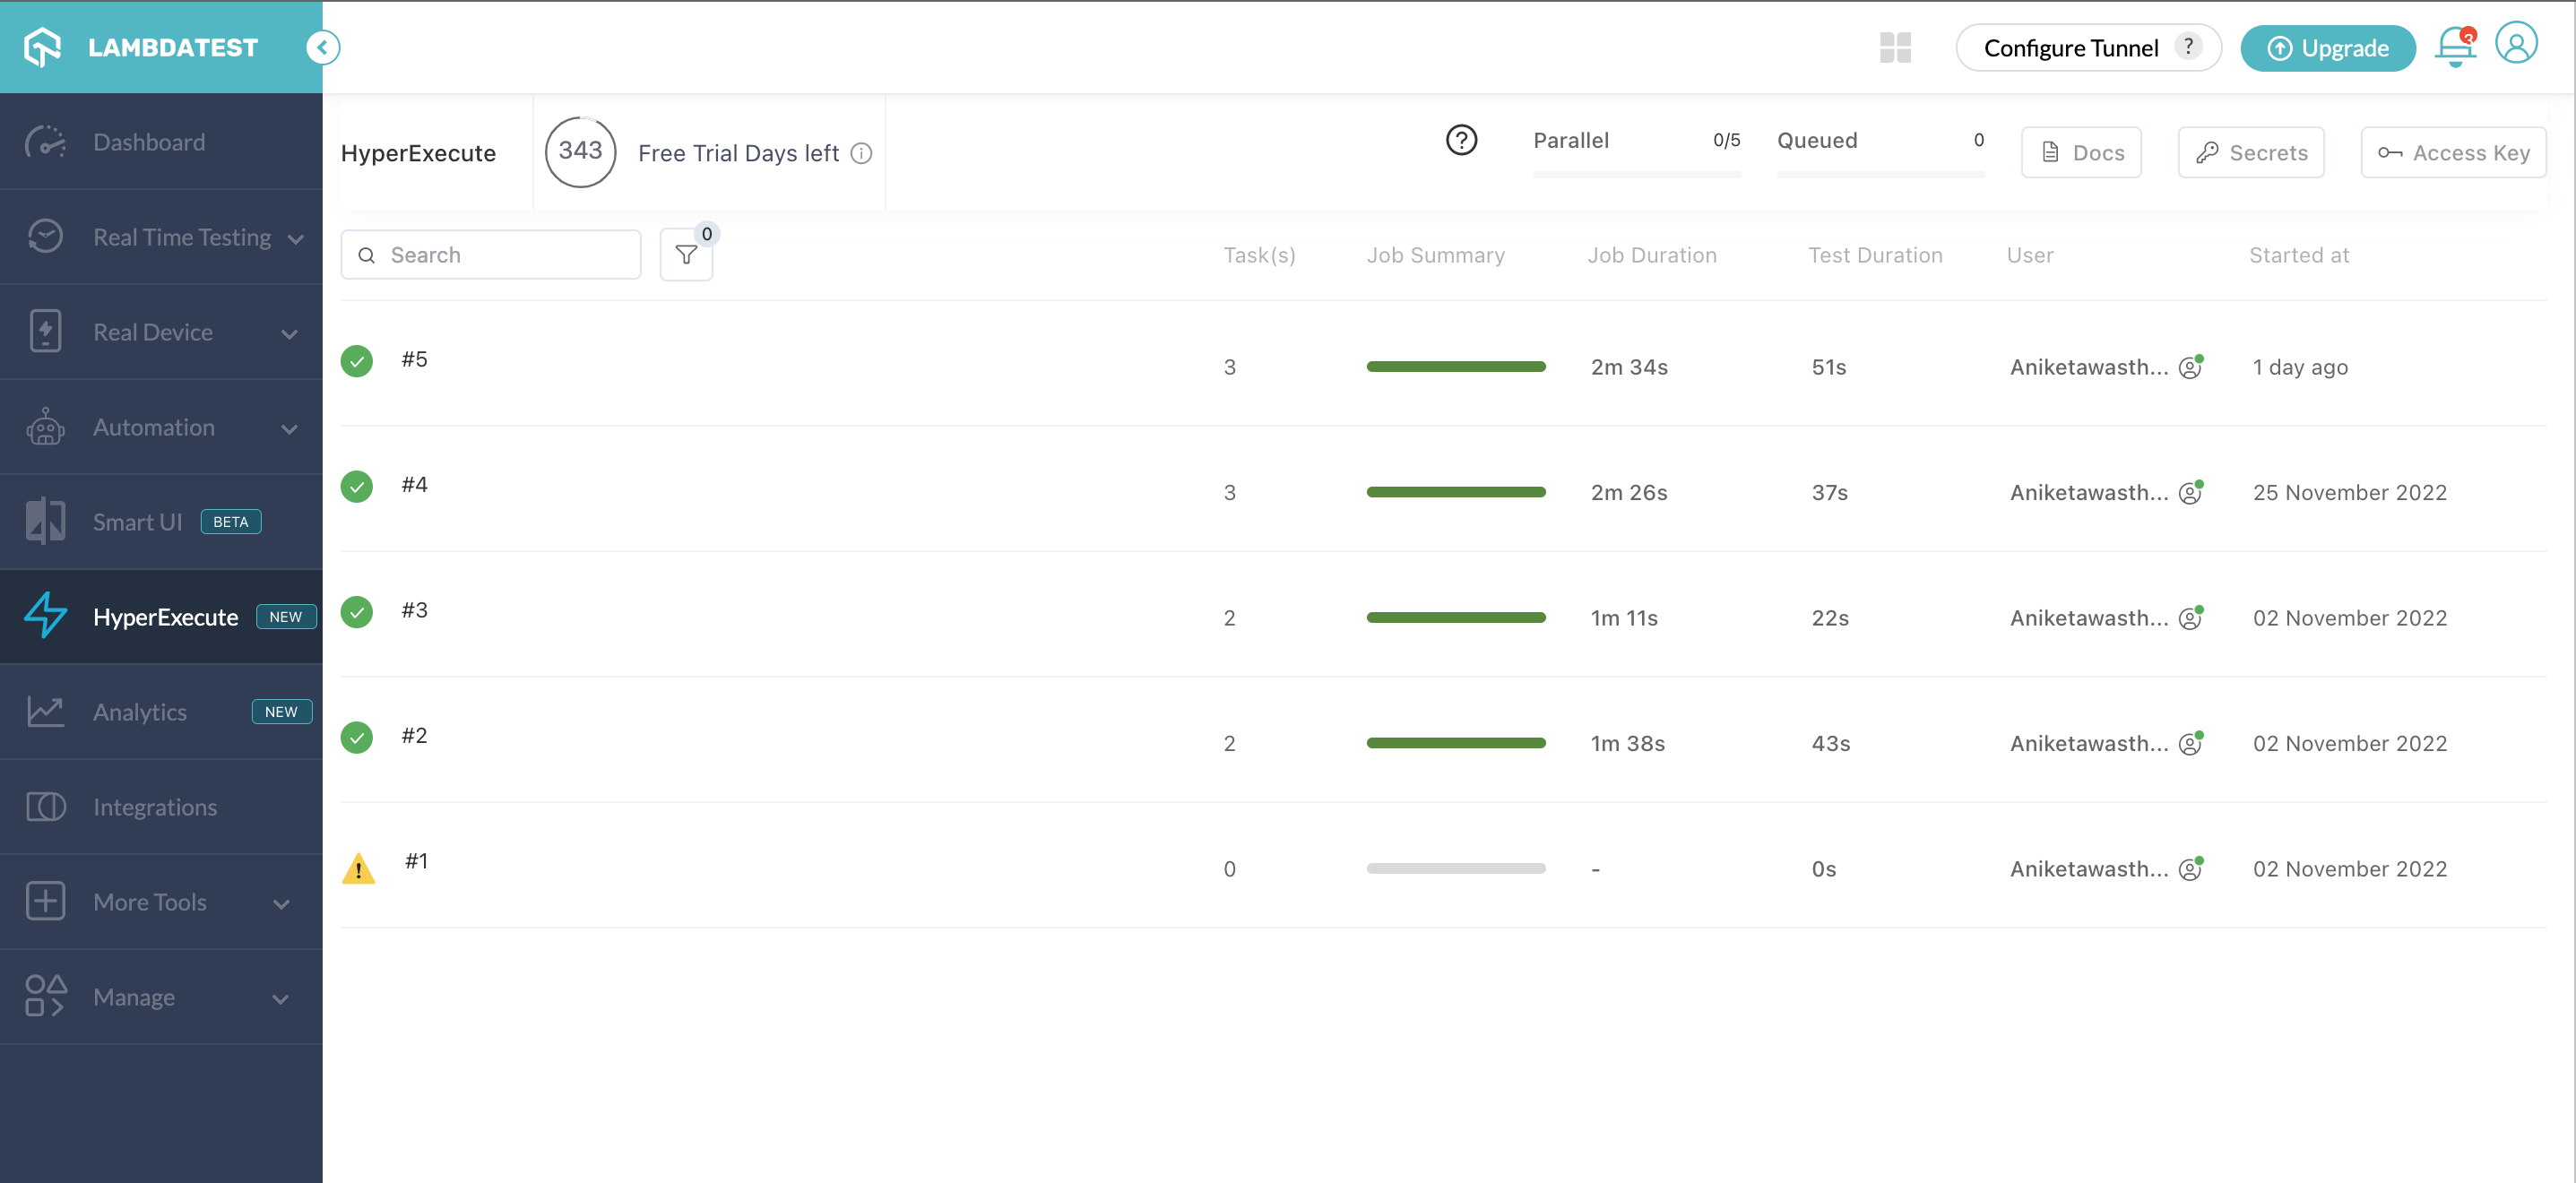 LAMBDATEST
Configure Tunnel ?
Upgrade
3
Dashboard
Real Time Testing
Real Device
Automation
Smart UI BETA
HyperExecute NEW
Analytics NEW
Integrations
More Tools
Manage
HyperExecute
343 Free Trial Days left
Parallel 0/5
Queued 0
Docs
Secrets
Access Key
Search 0 Task(s) Job Summary Job Duration Test Duration User Started at
#5 3 2m 34s 51s Aniketawasth... 1 day ago
#4 3 2m 26s 37s Aniketawasth... 25 November 2022
#3 2 1m 11s 22s Aniketawasth... 02 November 2022
#2 2 1m 38s 43s Aniketawasth... 02 November 2022
#1 0 - 0s Aniketawasth... 02 November 2022